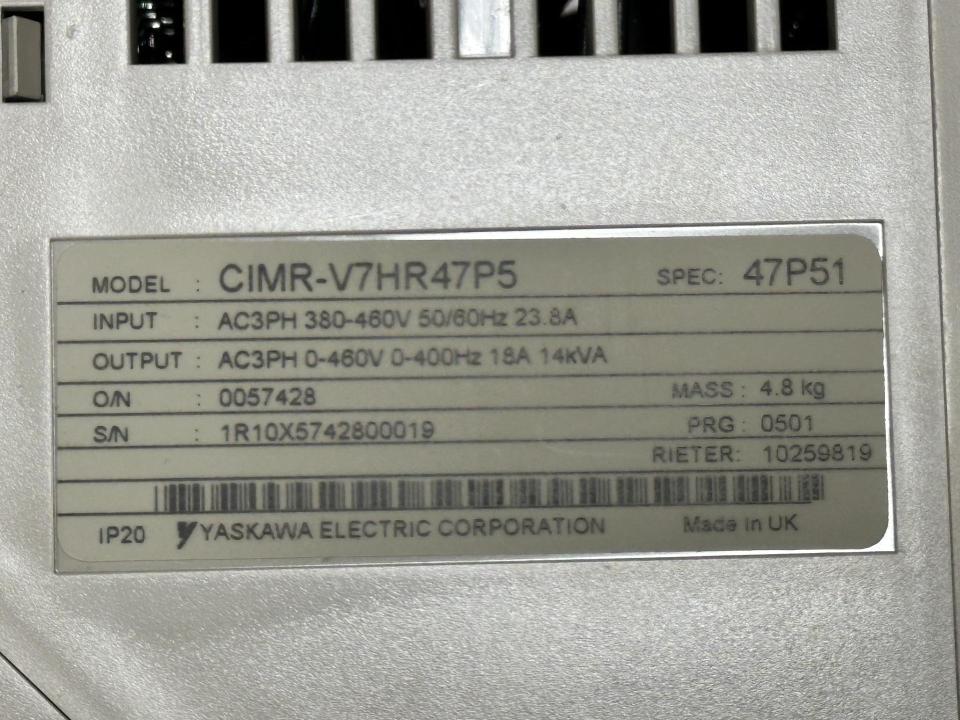 MODEL : CIMR-V7HR47P5 SPEC: 47P51
INPUT : AC3PH 380-460V 50/60Hz 23.8A
OUTPUT : AC3PH 0-460V 0-400Hz 18A 14kVA
O/N : 0057428 MASS : 4.8 kg
S/N : 1R10X5742800019 PRG : 0501
RIETER: 10259819
IP20 YASKAWA ELECTRIC CORPORATION Made in UK